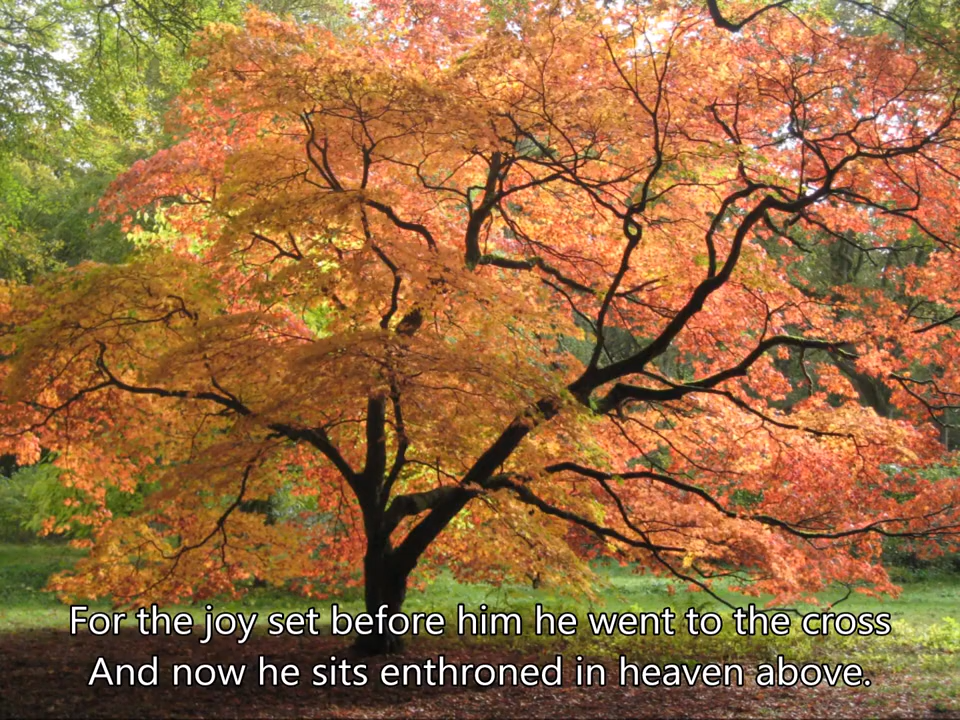 For the joy set before him he went to the cross
And now he sits enthroned in heaven above.